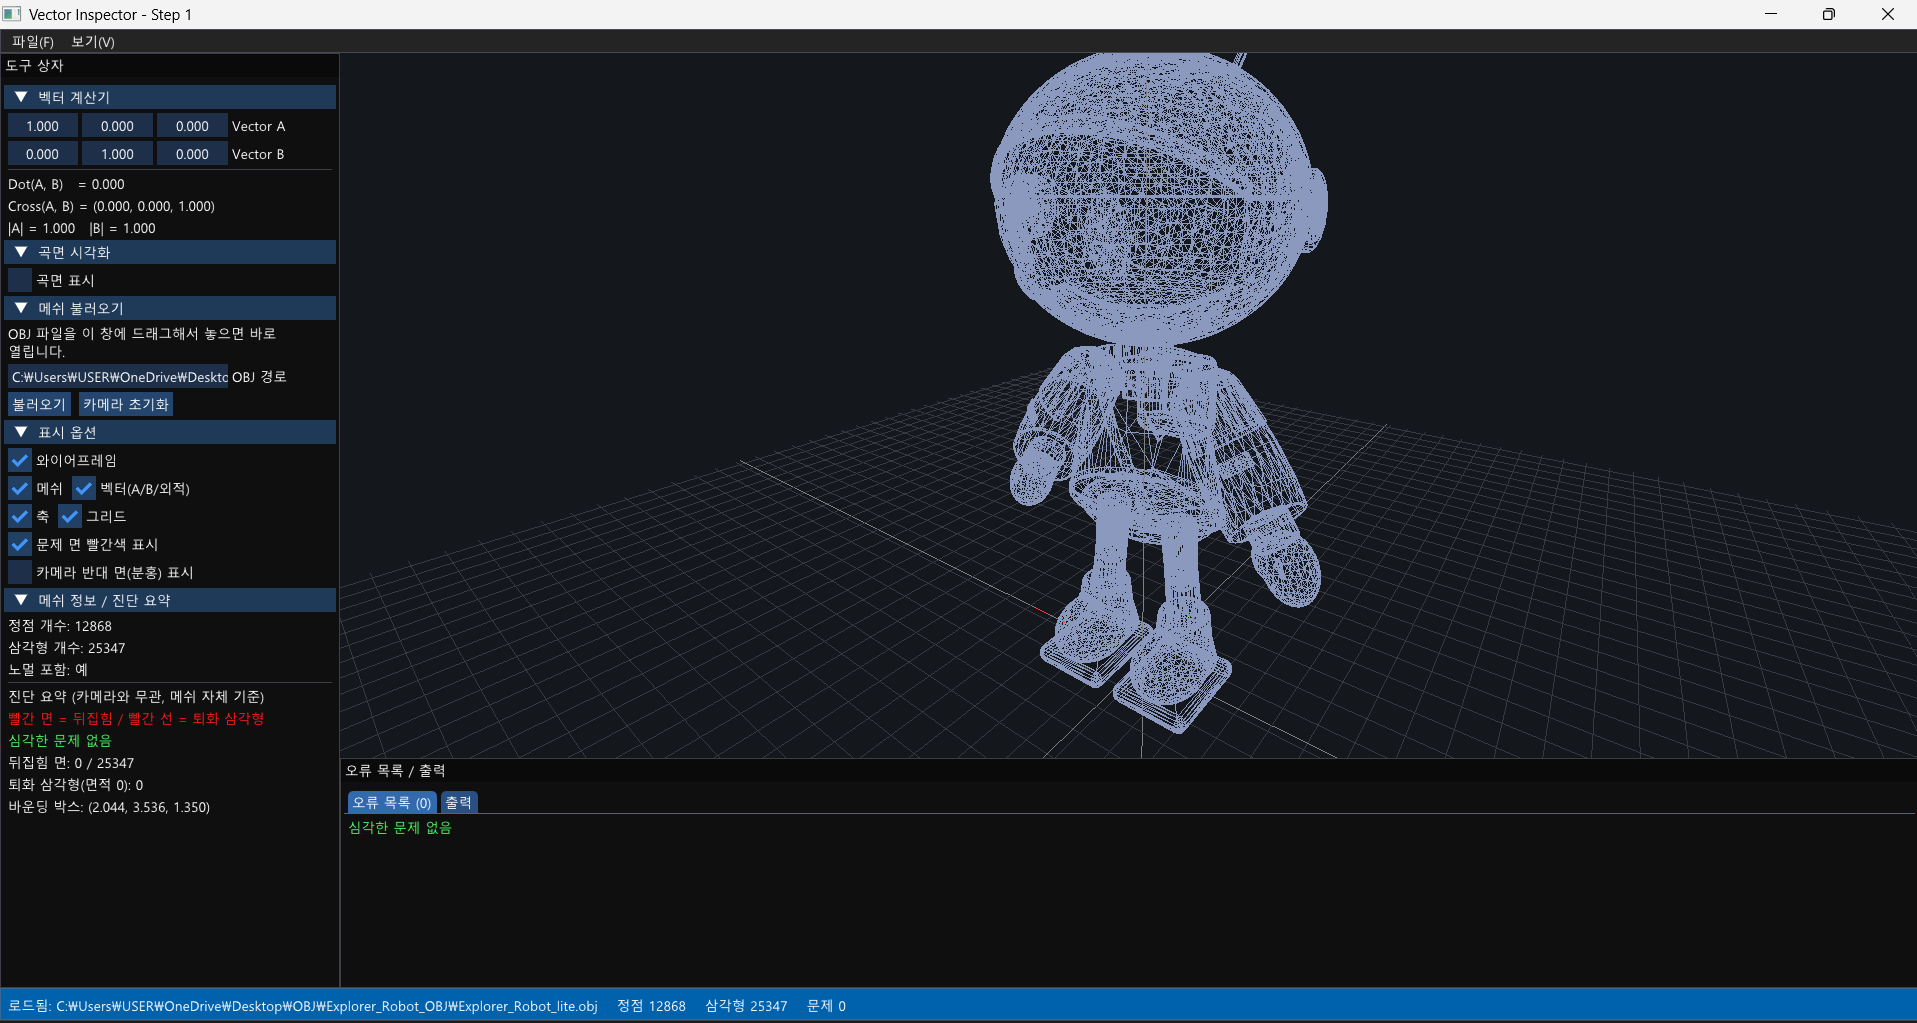 Vector Inspector - Step 1
파일(F) 보기(V)
도구 상자
▼ 벡터 계산기
1.000 0.000 0.000 Vector A
0.000 1.000 0.000 Vector B
Dot(A, B) = 0.000
Cross(A, B) = (0.000, 0.000, 1.000)
|A| = 1.000 |B| = 1.000
▼ 곡면 시각화
곡면 표시
▼ 메쉬 불러오기
OBJ 파일을 이 창에 드래그해서 놓으면 바로
열립니다.
C:₩Users₩USER₩OneDrive₩Deskto OBJ 경로
불러오기 카메라 초기화
▼ 표시 옵션
와이어프레임
메쉬 벡터(A/B/외적)
축 그리드
문제 면 빨간색 표시
카메라 반대 면(분홍) 표시
▼ 메쉬 정보 / 진단 요약
정점 개수: 12868
삼각형 개수: 25347
노멀 포함: 예
진단 요약 (카메라와 무관, 메쉬 자체 기준)
빨간 면 = 뒤집힘 / 빨간 선 = 퇴화 삼각형
심각한 문제 없음
뒤집힘 면: 0 / 25347
퇴화 삼각형(면적 0): 0
바운딩 박스: (2.044, 3.536, 1.350)
오류 목록 / 출력
오류 목록 (0) 출력
심각한 문제 없음
로드됨: C:₩Users₩USER₩OneDrive₩Desktop₩OBJ₩Explorer_Robot_OBJ₩Explorer_Robot_lite.obj 정점 12868 삼각형 25347 문제 0